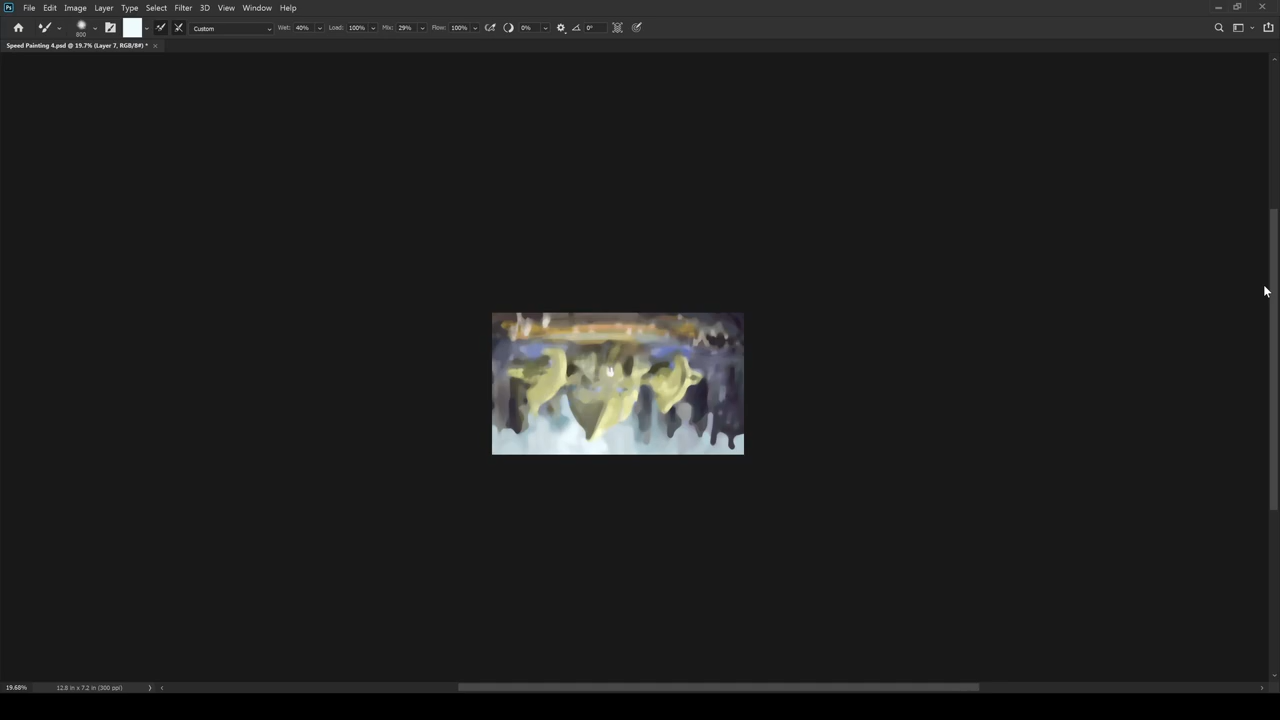 Ps File Edit Image Layer Type Select Filter 3D View Window Help
800 Custom Wet: 40% Load: 100% Mix: 29% Flow: 100% 0% 0°
Speed Painting 4.psd @ 19.7% (Layer 7, RGB/8#) *
19.68% 12.8 in x 7.2 in (300 ppi)